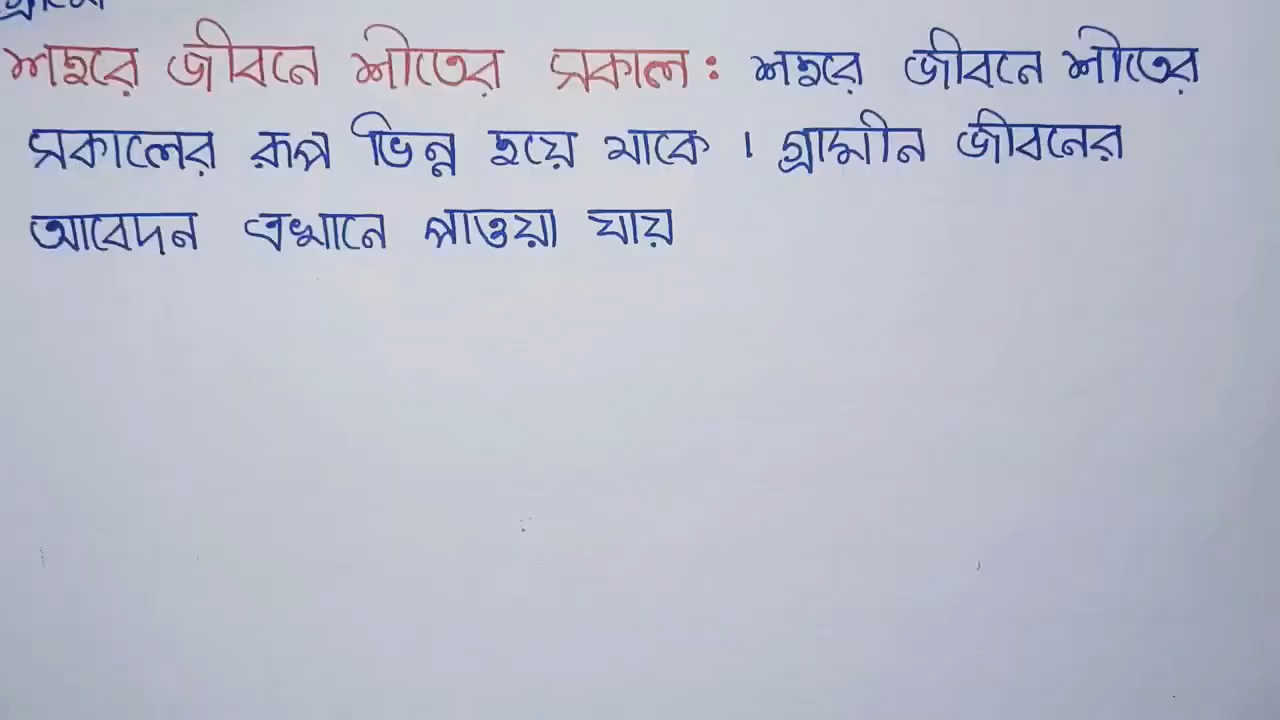 শহরে জীবনে শীতের সকাল : শহরে জীবনে শীতের
সকালের রূপ ভিন্ন হয়ে থাকে । গ্রামীন জীবনের
আবেদন এখানে পাওয়া যায়